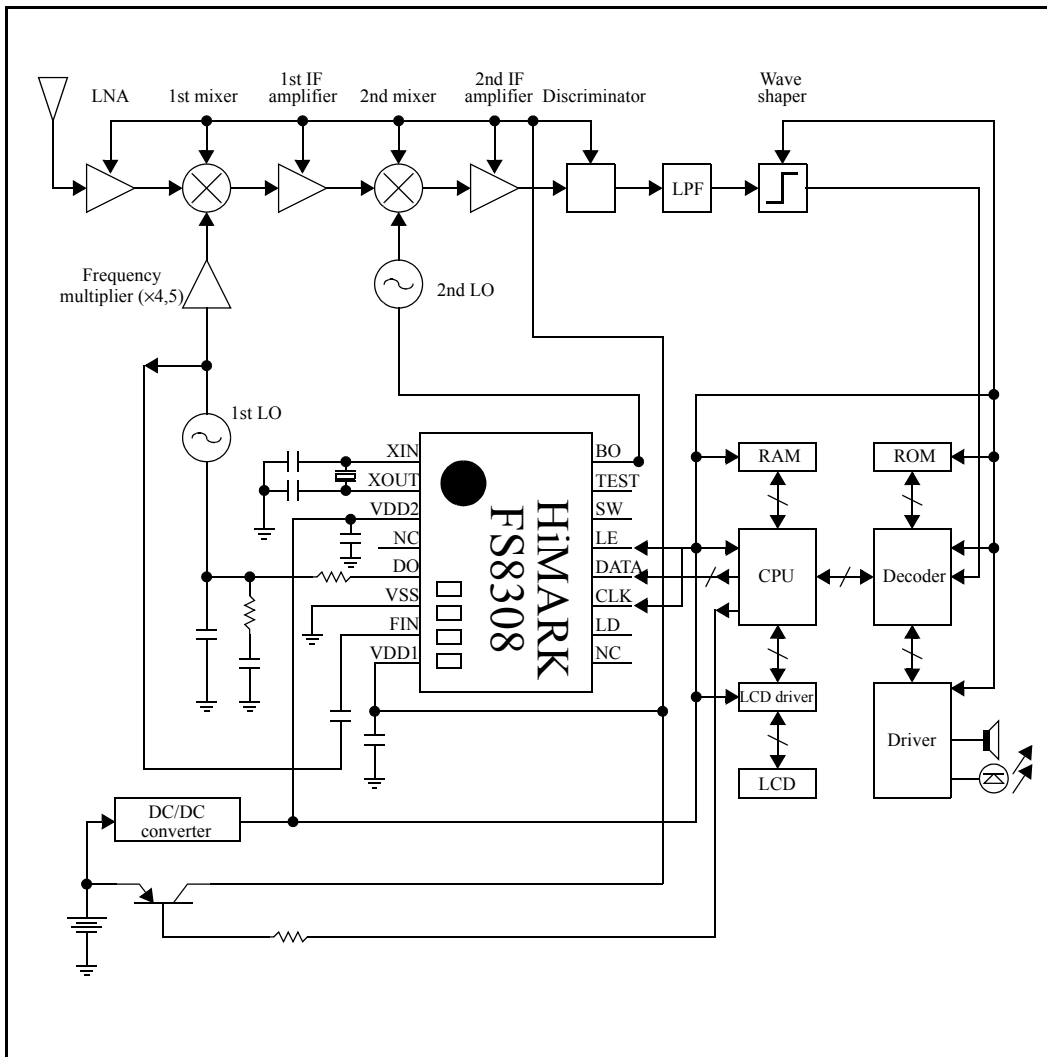 LNA
1st mixer
1st IF
amplifier
2nd mixer
2nd IF
amplifier
Discriminator
Wave
shaper
LPF
Frequency
multiplier (×4,5)
2nd LO
1st LO
XIN
XOUT
VDD2
NC
DO
VSS
FIN
VDD1
HiMARK
FS8308
BO
TEST
SW
LE
DATA
CLK
LD
NC
RAM
ROM
CPU
Decoder
LCD driver
LCD
Driver
DC/DC
converter